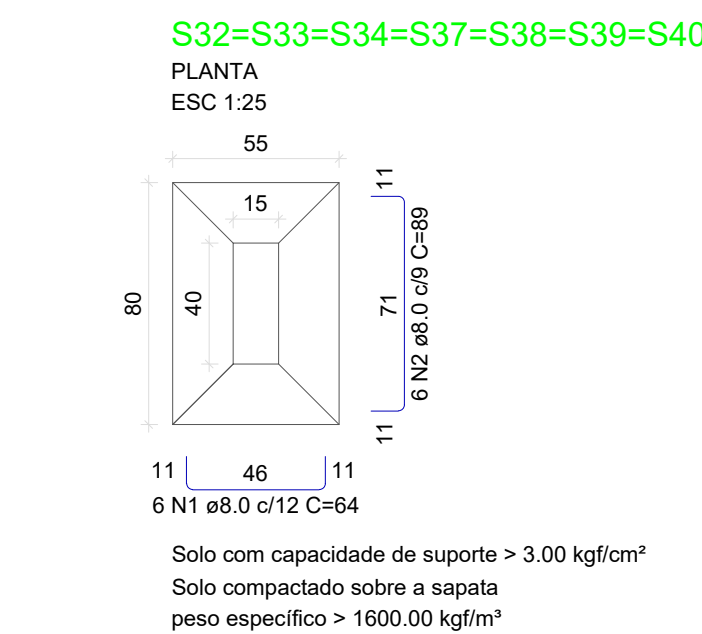 S32=S33=S34=S37=S38=S39=S40
PLANTA
ESC 1:25
55
15
11
80
40
71
6 N2 ø8.0 c/9 C=89
11
11 46 11
6 N1 ø8.0 c/12 C=64
Solo com capacidade de suporte > 3.00 kgf/cm²
Solo compactado sobre a sapata
peso específico > 1600.00 kgf/m³